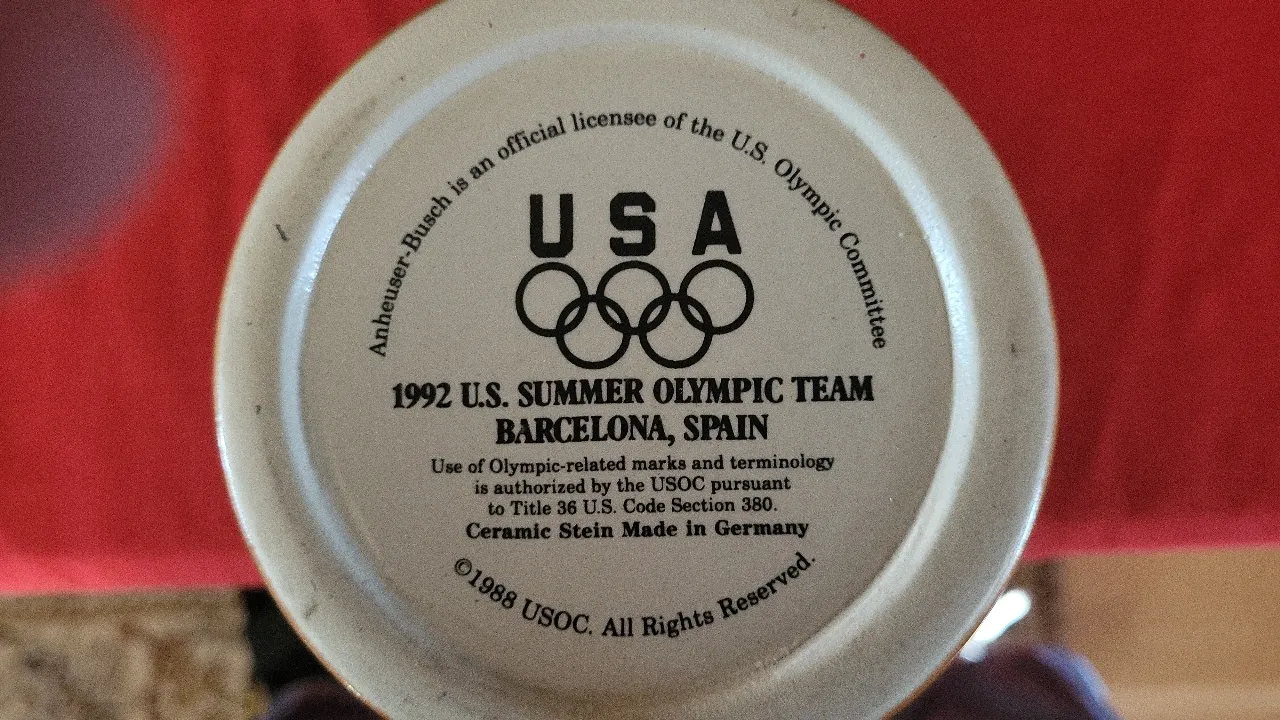 Anheuser-Busch is an official licensee of the U.S. Olympic Committee
USA
1992 U.S. SUMMER OLYMPIC TEAM
BARCELONA, SPAIN
Use of Olympic-related marks and terminology
is authorized by the USOC pursuant
to Title 36 U.S. Code Section 380.
Ceramic Stein Made in Germany
©1988 USOC. All Rights Reserved.